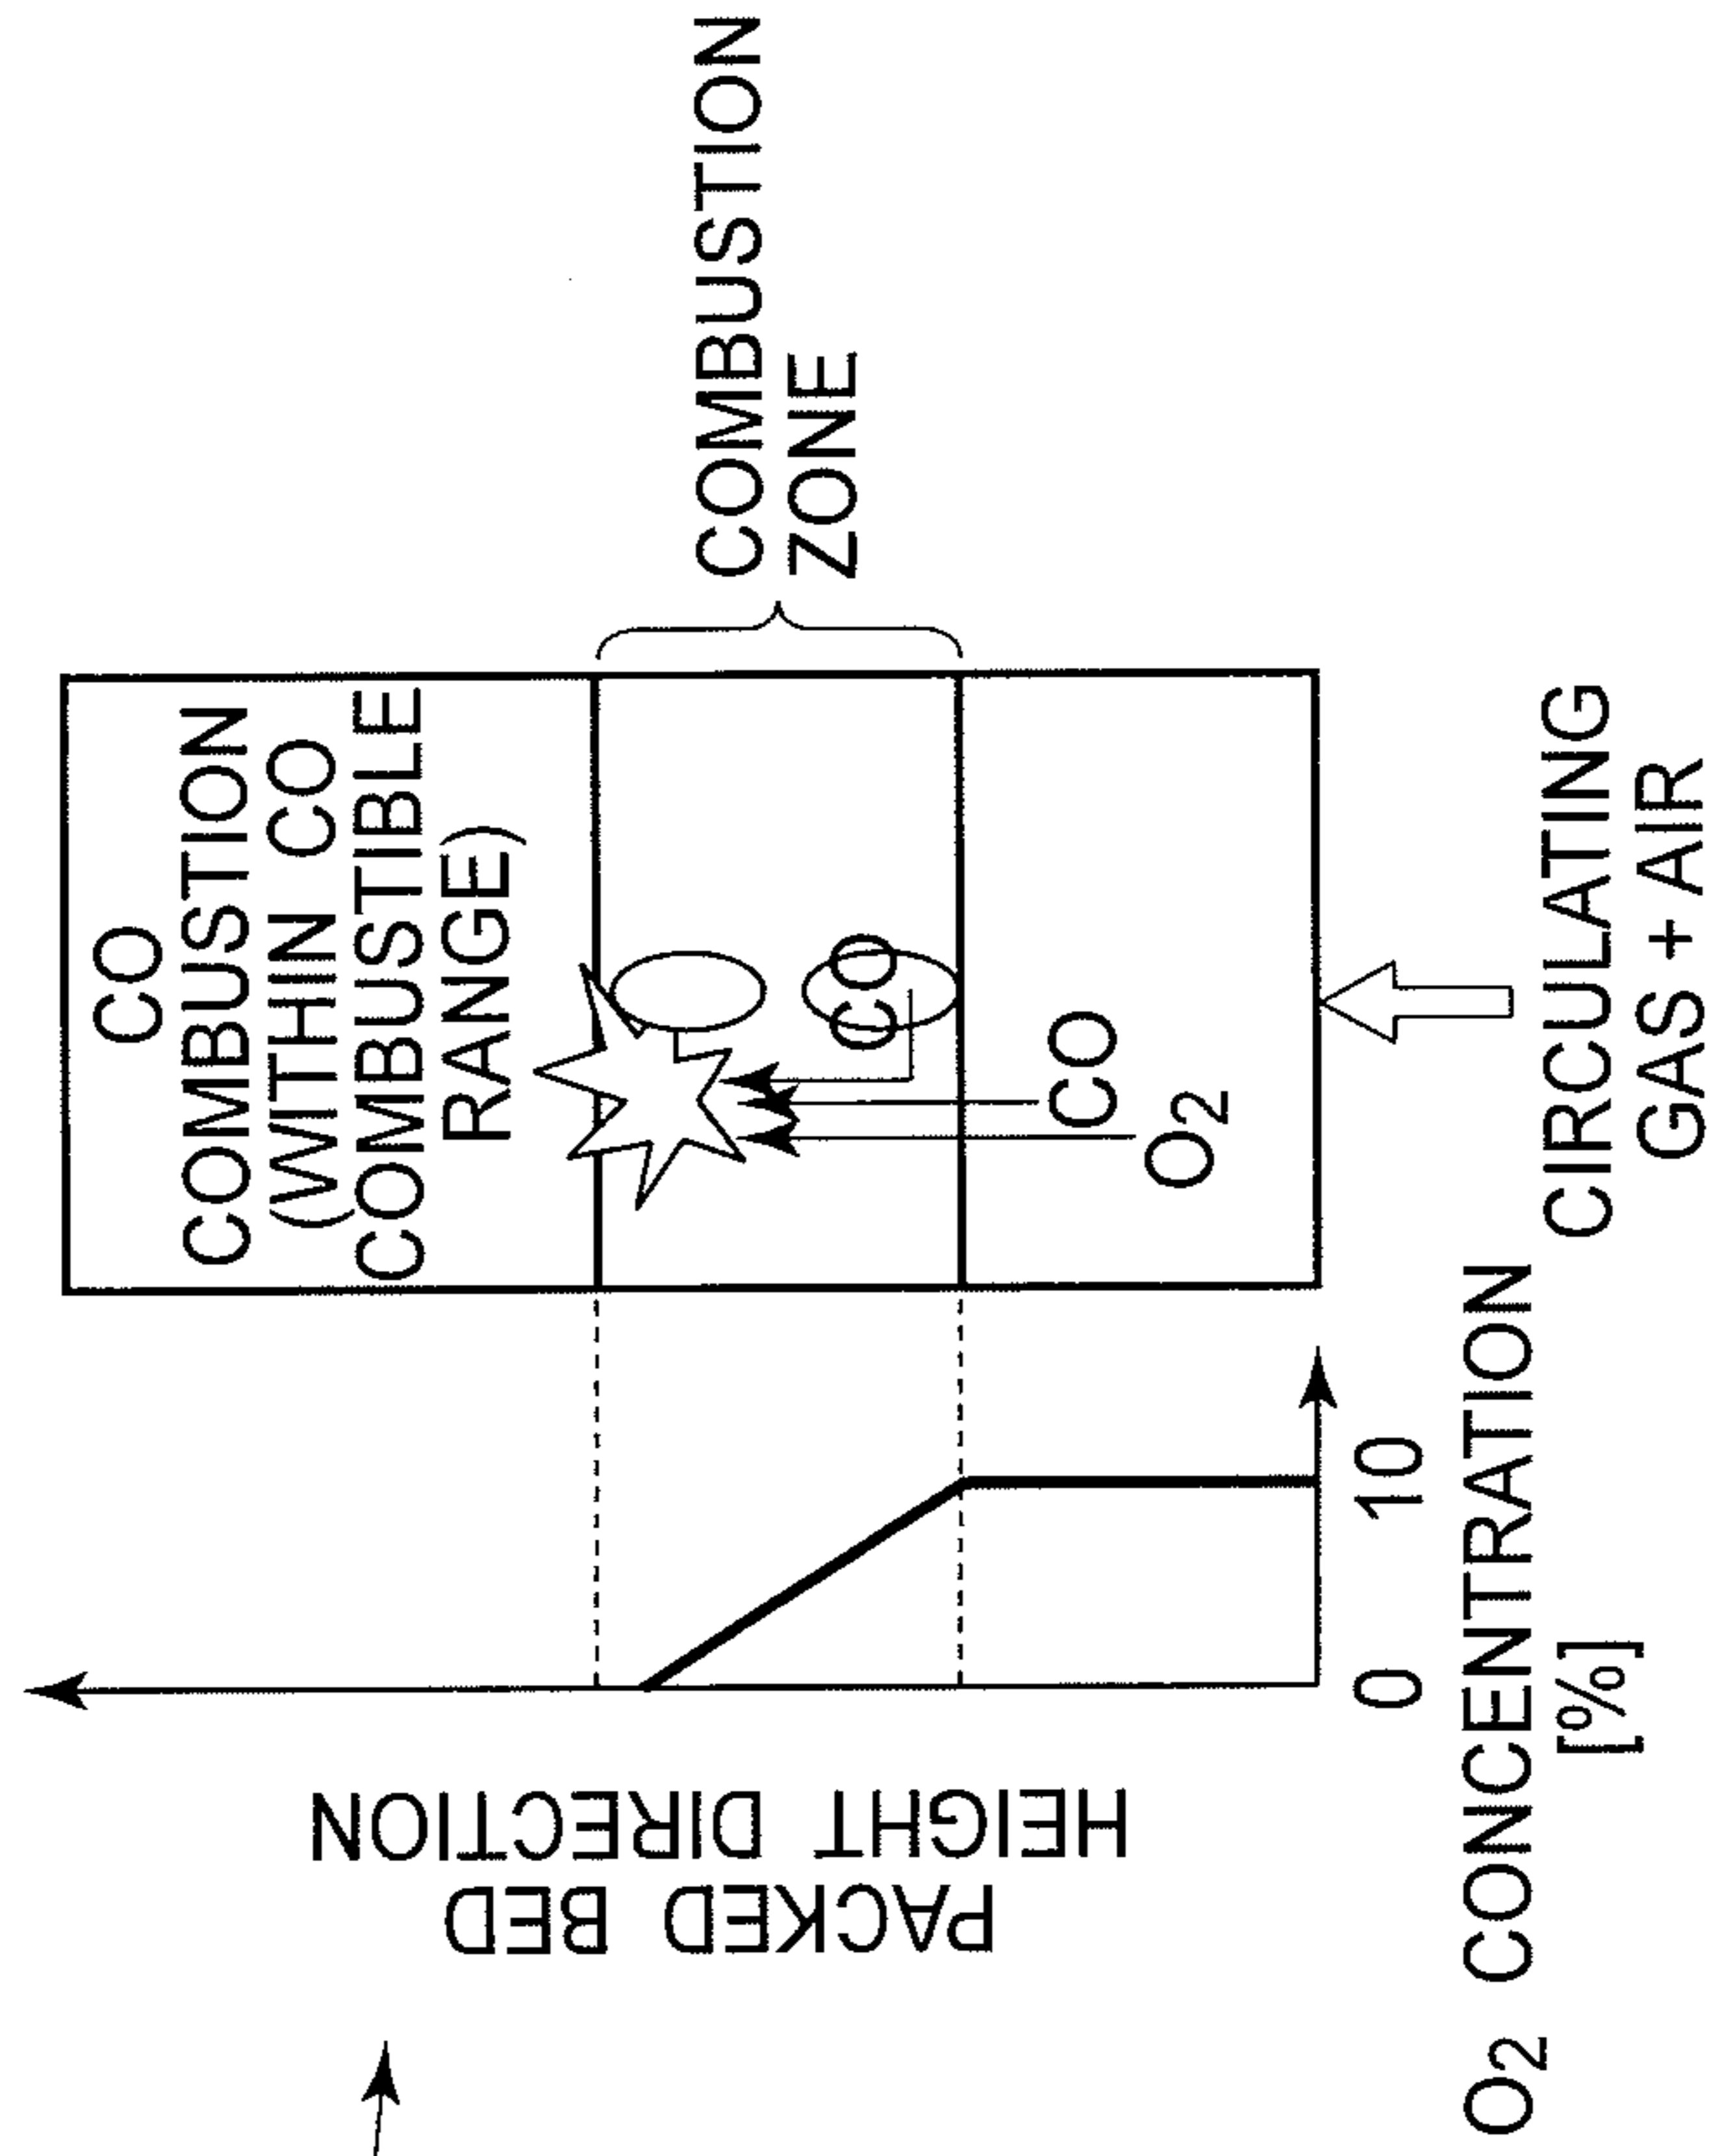 CO
COMBUSTION
(WITHIN CO
COMBUSTIBLE
RANGE)
COMBUSTION
ZONE
CO
CO
O2
CIRCULATING
GAS + AIR
PACKED BED
HEIGHT DIRECTION
0 10
O2 CONCENTRATION
[%]